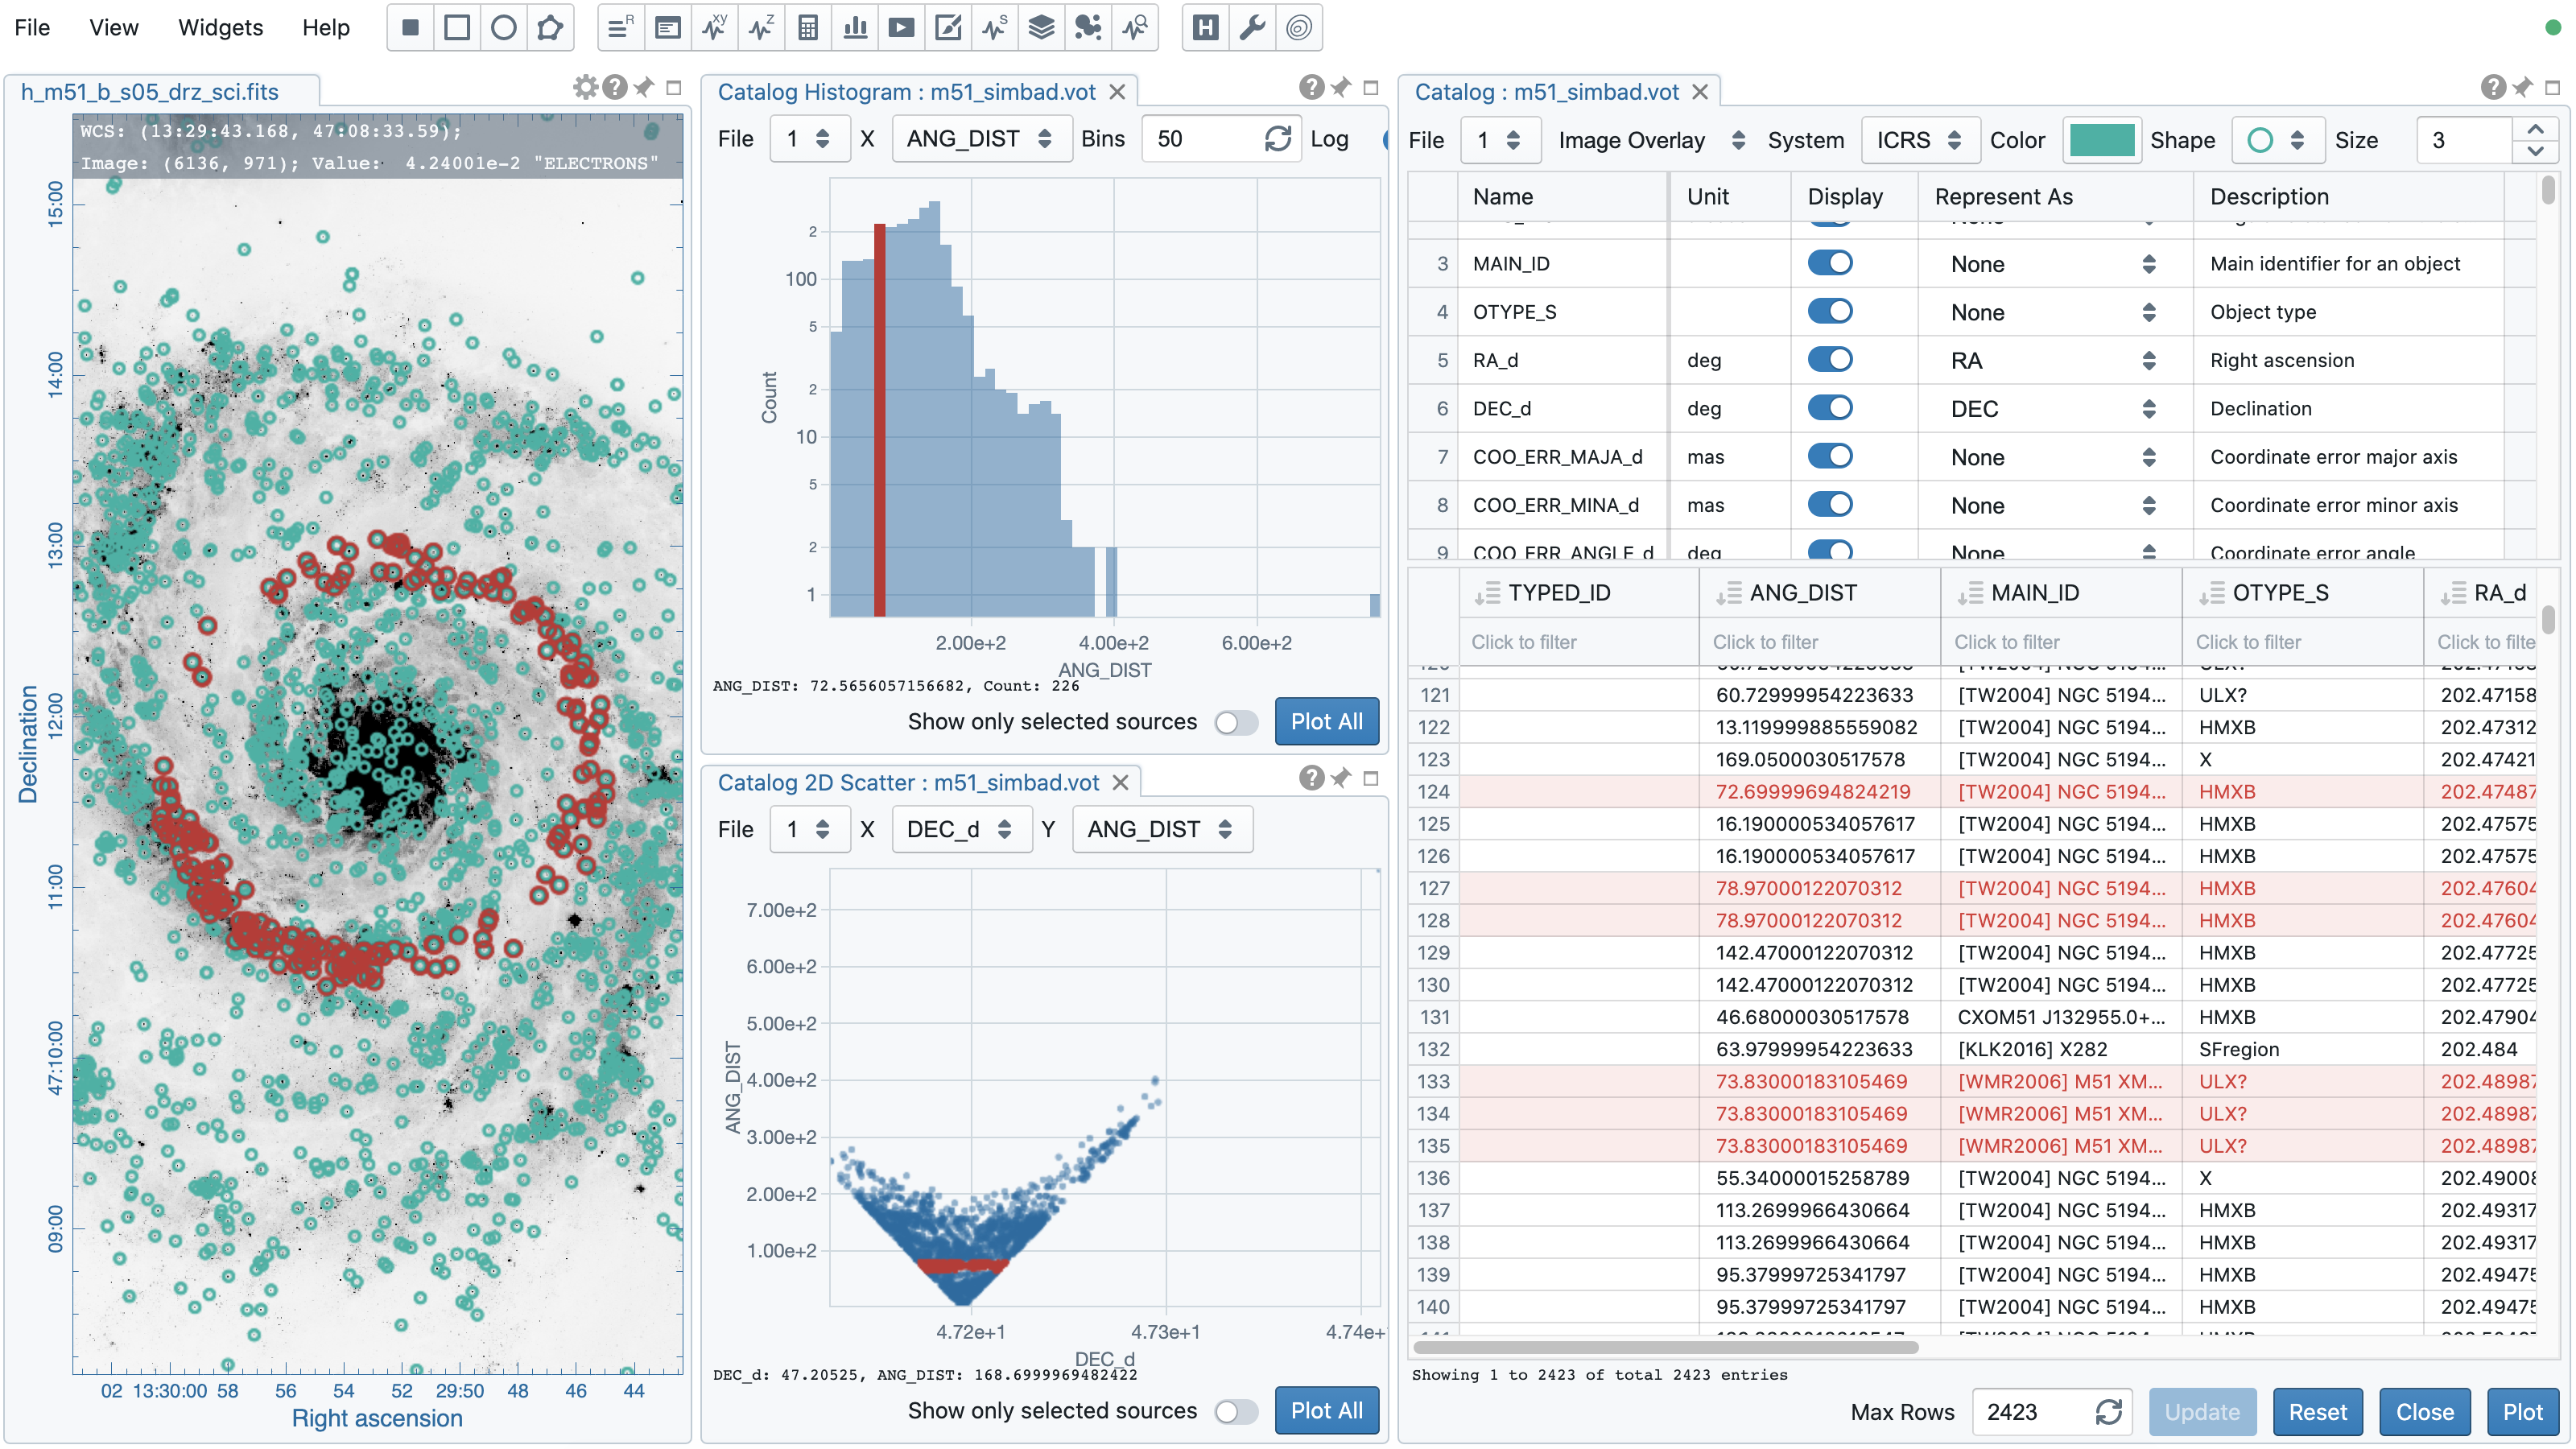 File View Widgets Help
h_m51_b_s05_drz_sci.fits
WCS: (13:29:43.168, 47:08:33.59);
Image: (6136, 971); Value: 4.24001e-2 "ELECTRONS"
15:00
14:00
13:00
12:00
11:00
47:10:00
09:00
Declination
02 13:30:00 58 56 54 52 29:50 48 46 44
Right ascension
Catalog Histogram : m51_simbad.vot
File 1 X ANG_DIST Bins 50 Log
2
100
5
2
10
5
2
1
Count
2.00e+2 4.00e+2 6.00e+2
ANG_DIST
ANG_DIST: 72.5656057156682, Count: 226
Show only selected sources Plot All
Catalog 2D Scatter : m51_simbad.vot
File 1 X DEC_d Y ANG_DIST
7.00e+2
6.00e+2
5.00e+2
4.00e+2
3.00e+2
2.00e+2
1.00e+2
ANG_DIST
4.72e+1 4.73e+1 4.74e+
DEC_d
DEC_d: 47.20525, ANG_DIST: 168.6999969482422
Show only selected sources Plot All
Catalog : m51_simbad.vot
File 1 Image Overlay System ICRS Color Shape Size 3
Name Unit Display Represent As Description
3 MAIN_ID None Main identifier for an object
4 OTYPE_S None Object type
5 RA_d deg RA Right ascension
6 DEC_d deg DEC Declination
7 COO_ERR_MAJA_d mas None Coordinate error major axis
8 COO_ERR_MINA_d mas None Coordinate error minor axis
9 COO_ERR_ANGLE_d deg None Coordinate error angle
TYPED_ID ANG_DIST MAIN_ID OTYPE_S RA_d
Click to filter Click to filter Click to filter Click to filter Click to filte
121 60.72999954223633 [TW2004] NGC 5194... ULX? 202.47158
122 13.119999885559082 [TW2004] NGC 5194... HMXB 202.47312
123 169.0500030517578 [TW2004] NGC 5194... X 202.47421
124 72.69999694824219 [TW2004] NGC 5194... HMXB 202.47487
125 16.190000534057617 [TW2004] NGC 5194... HMXB 202.47575
126 16.190000534057617 [TW2004] NGC 5194... HMXB 202.47575
127 78.97000122070312 [TW2004] NGC 5194... HMXB 202.47604
128 78.97000122070312 [TW2004] NGC 5194... HMXB 202.47604
129 142.47000122070312 [TW2004] NGC 5194... HMXB 202.47725
130 142.47000122070312 [TW2004] NGC 5194... HMXB 202.47725
131 46.68000030517578 CXOM51 J132955.0+... HMXB 202.47904
132 63.97999954223633 [KLK2016] X282 SFregion 202.484
133 73.83000183105469 [WMR2006] M51 XM... ULX? 202.48987
134 73.83000183105469 [WMR2006] M51 XM... ULX? 202.48987
135 73.83000183105469 [WMR2006] M51 XM... ULX? 202.48987
136 55.34000015258789 [TW2004] NGC 5194... X 202.49008
137 113.2699966430664 [TW2004] NGC 5194... HMXB 202.49317
138 113.2699966430664 [TW2004] NGC 5194... HMXB 202.49317
139 95.37999725341797 [TW2004] NGC 5194... HMXB 202.49475
140 95.37999725341797 [TW2004] NGC 5194... HMXB 202.49475
Showing 1 to 2423 of total 2423 entries
Max Rows 2423 Update Reset Close Plot